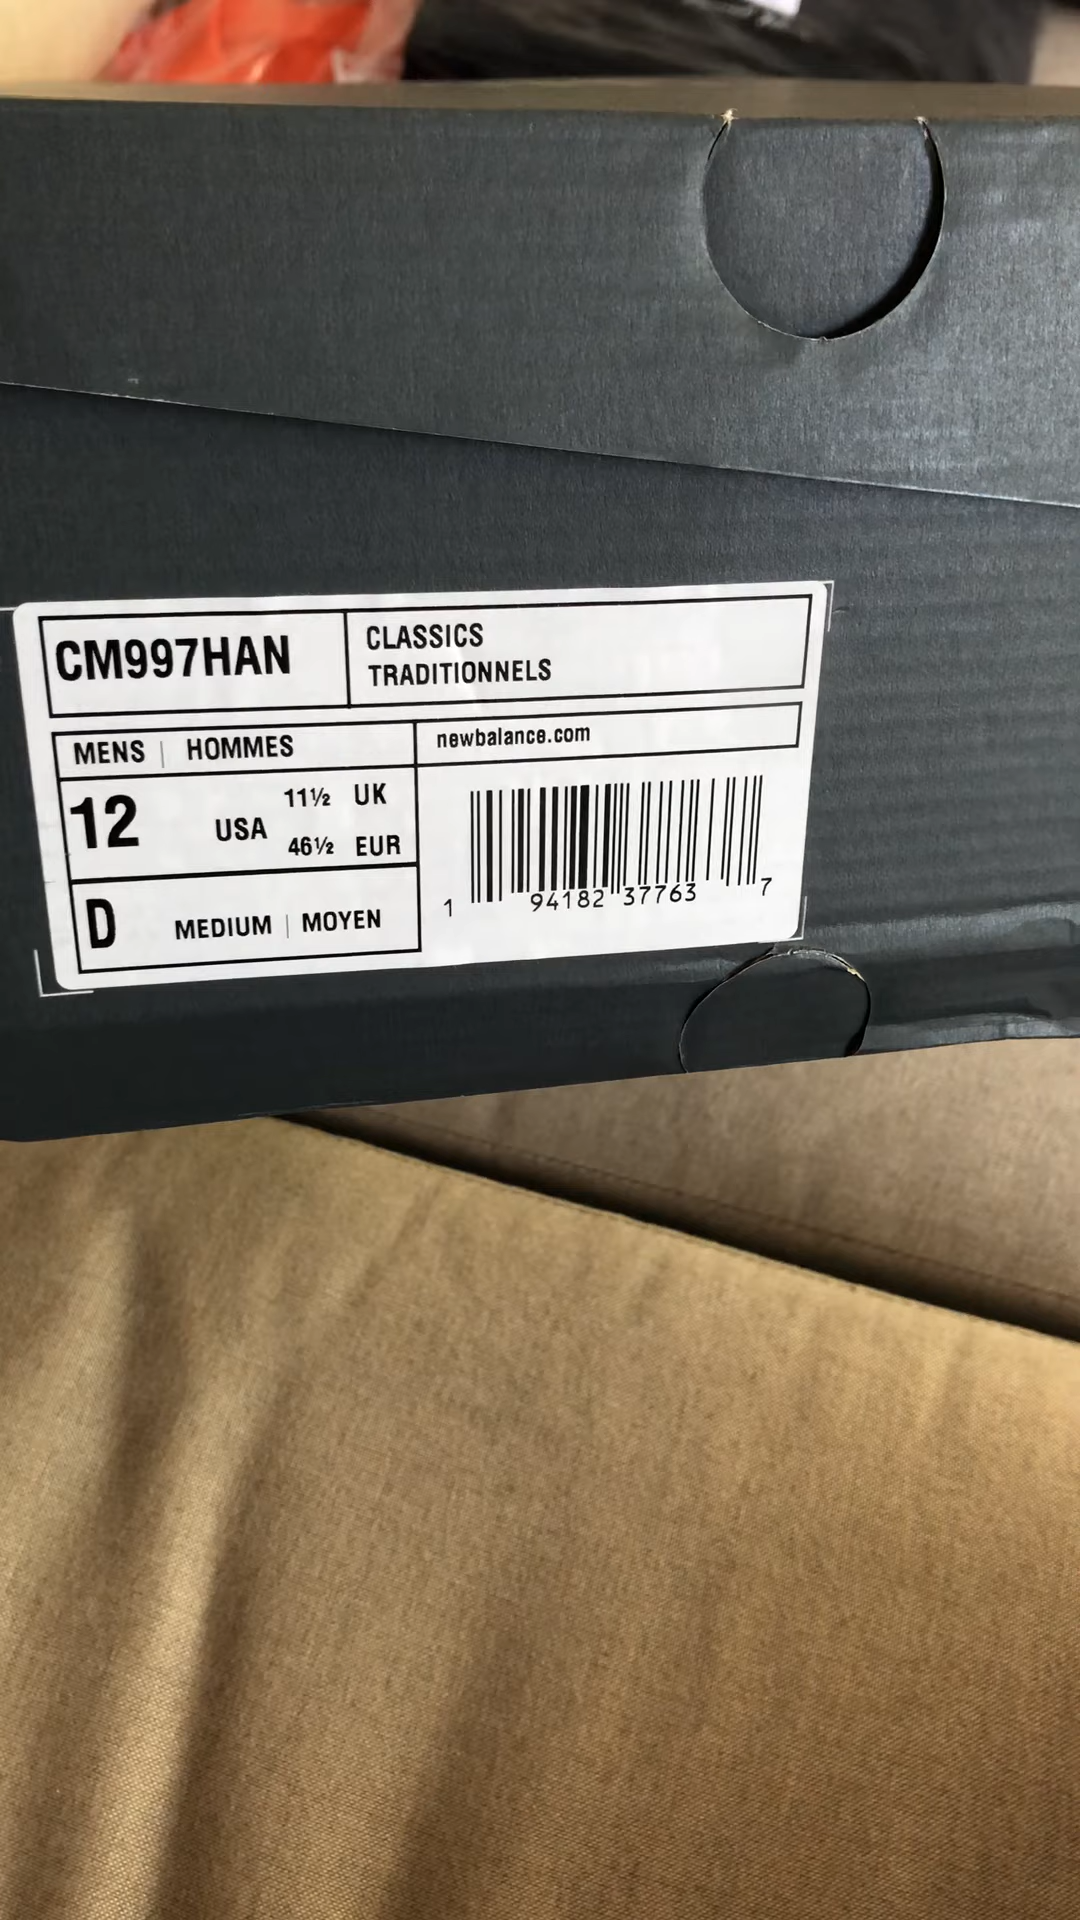 CM997HAN
CLASSICS
TRADITIONNELS
MENS | HOMMES
newbalance.com
12 USA
11½ UK
46½ EUR
D MEDIUM | MOYEN
1 94182 37763 7